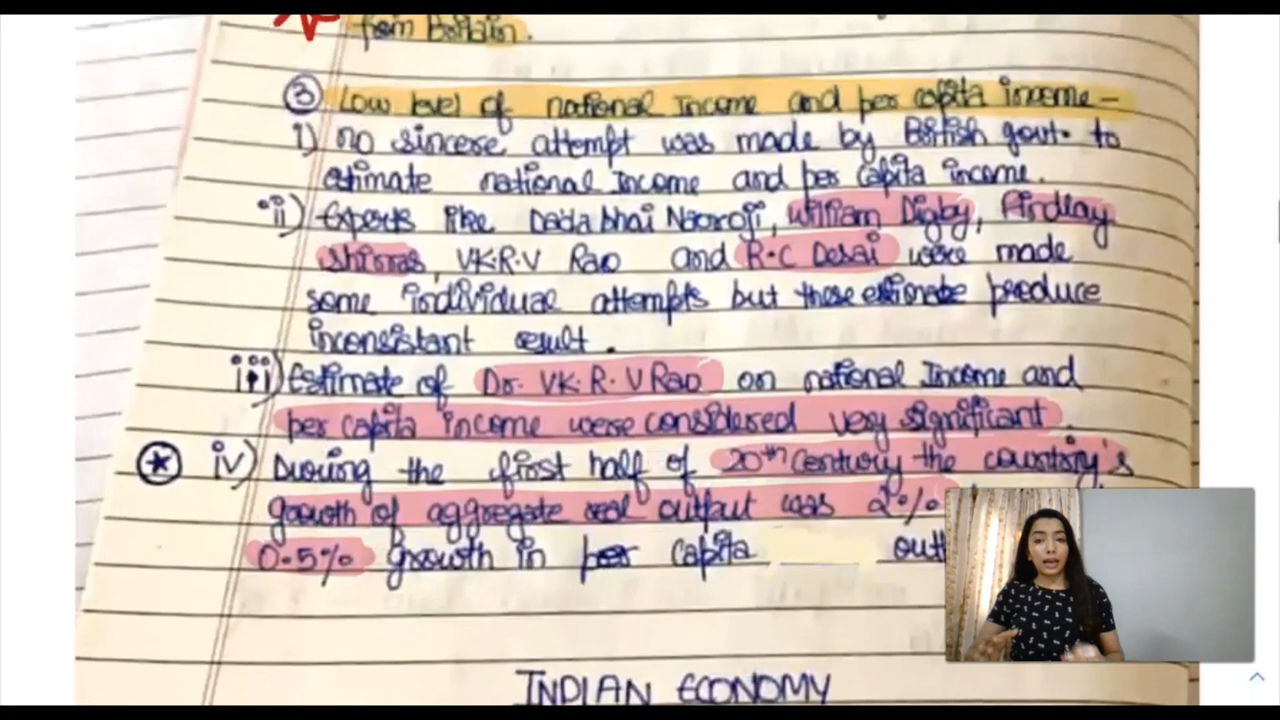 from Britain.
③ Low level of national Income and per capita income -
i) no sincere attempt was made by British govt. to
estimate national Income and per capita income.
ii) Experts like Dadabhai Naoroji, William Digby, Findlay
Shirras, VK.R.V Rao and R.C Desai were made
some individual attempts but these estimate produce
inconsistant result.
iii) Estimate of Dr. VK.R.V Rao on national Income and
per capita income were considered very significant.
iv) During the first half of 20th Century the country's
growth of aggregate real output was 2%
0.5% growth in per capita
INDIAN ECONOMY